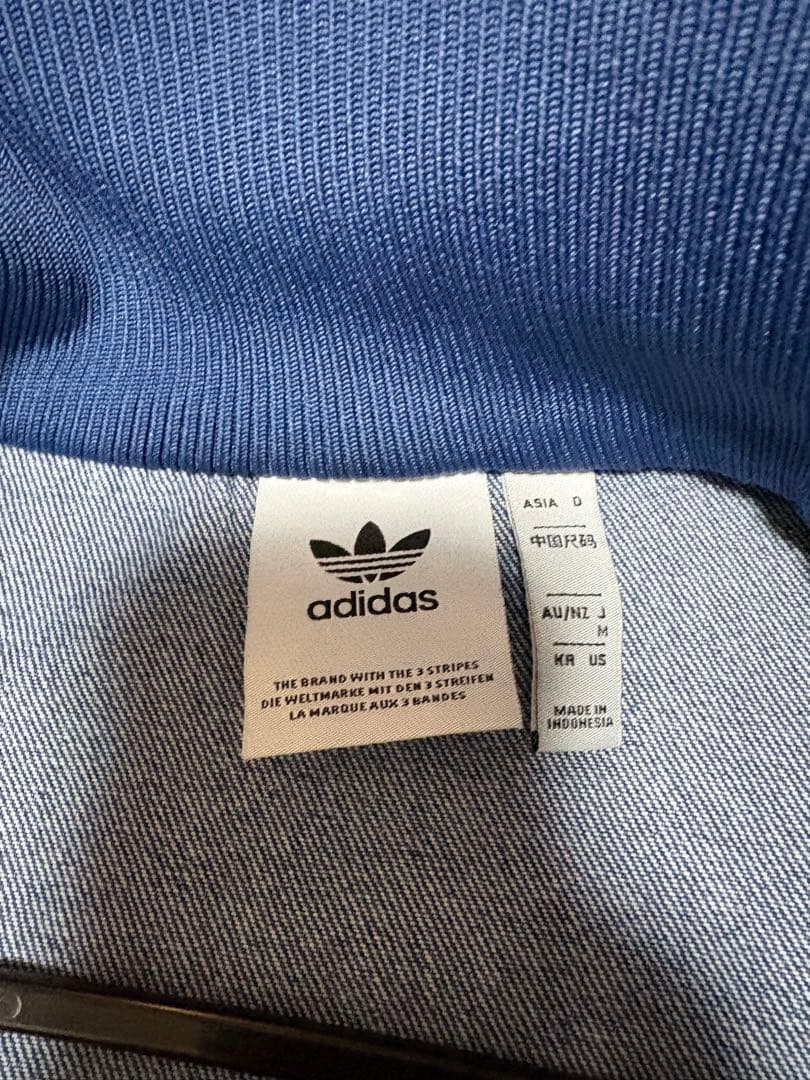 adidas
THE BRAND WITH THE 3 STRIPES
DIE WELTMARKE MIT DEN 3 STREIFEN
LA MARQUE AUX 3 BANDES
ASIA D
中国尺码
AU/NZ J
M
KR US
MADE IN
INDONESIA